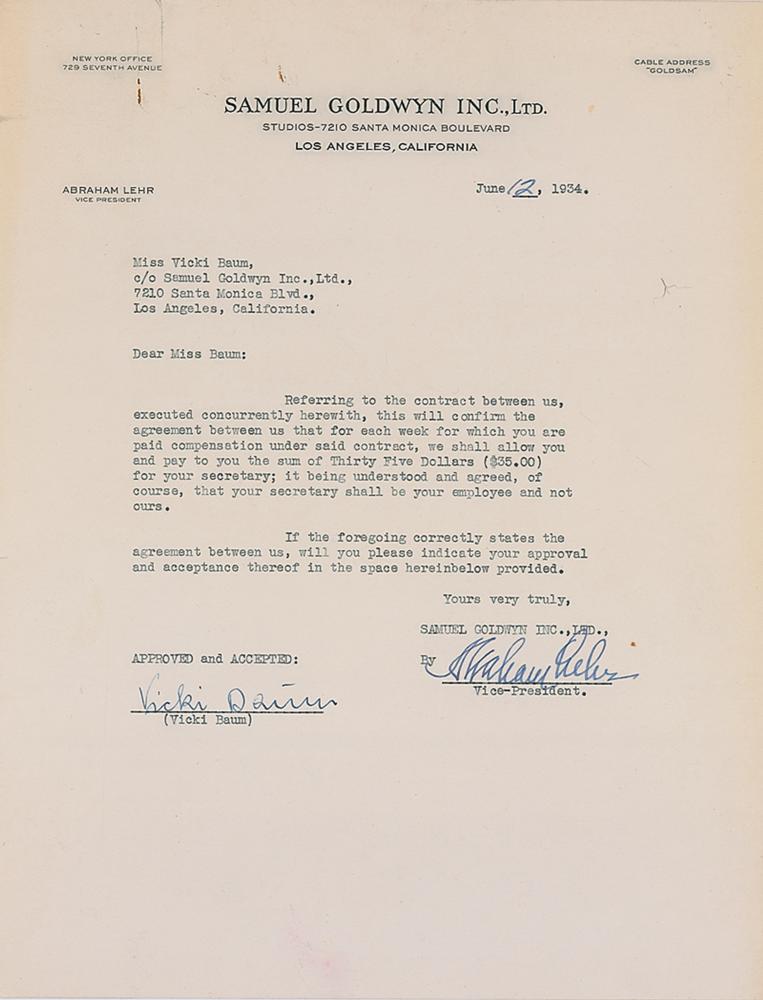 NEW YORK OFFICE
729 SEVENTH AVENUE
CABLE ADDRESS
"GOLDSAM"
SAMUEL GOLDWYN INC., LTD.
STUDIOS-7210 SANTA MONICA BOULEVARD
LOS ANGELES, CALIFORNIA
ABRAHAM LEHR
VICE PRESIDENT
June 12, 1934.
Miss Vicki Baum,
c/o Samuel Goldwyn Inc.,Ltd.,
7210 Santa Monica Blvd.,
Los Angeles, California.
Dear Miss Baum:
Referring to the contract between us,
executed concurrently herewith, this will confirm the
agreement between us that for each week for which you are
paid compensation under said contract, we shall allow you
and pay to you the sum of Thirty Five Dollars ($35.00)
for your secretary; it being understood and agreed, of
course, that your secretary shall be your employee and not
ours.
If the foregoing correctly states the
agreement between us, will you please indicate your approval
and acceptance thereof in the space hereinbelow provided.
Yours very truly,
SAMUEL GOLDWYN INC.,LTD.,
APPROVED and ACCEPTED:
By Abraham Lehr
Vice-President.
Vicki Baum
(Vicki Baum)